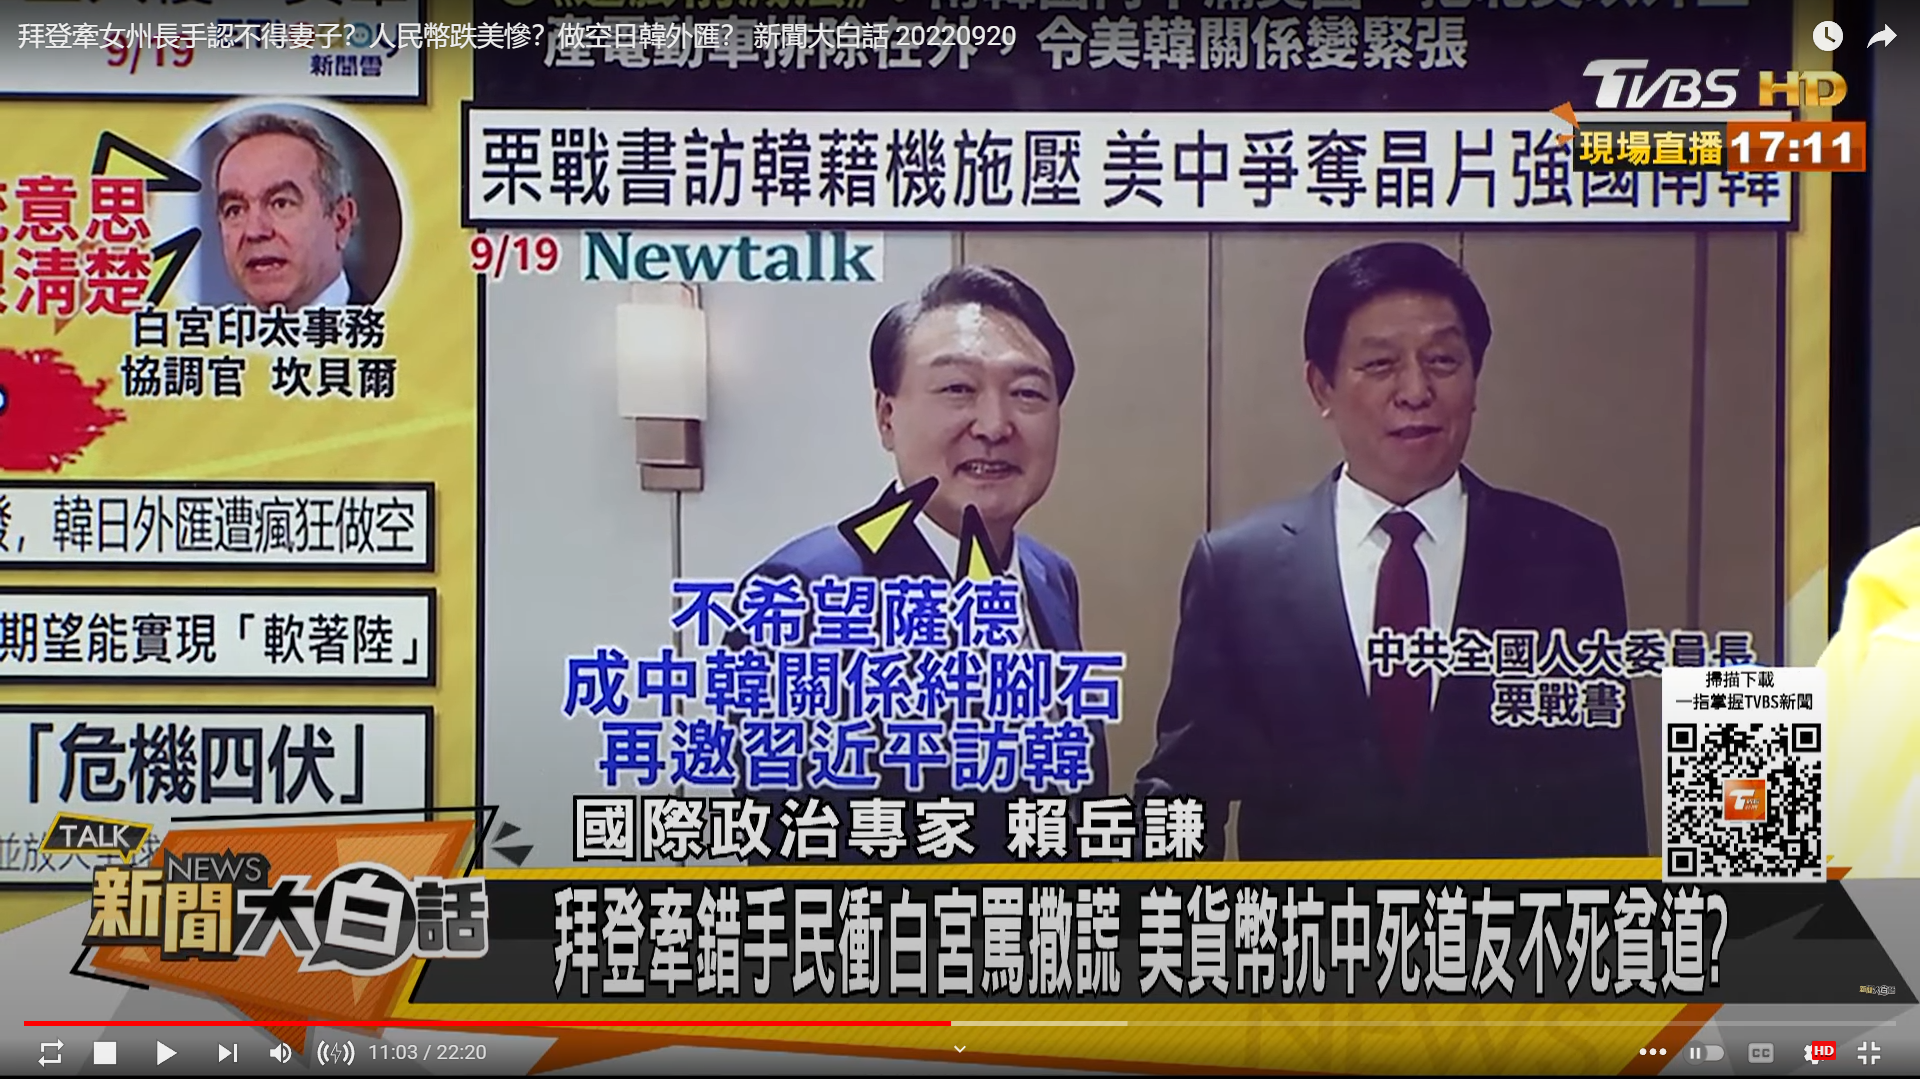 拜登牽女州長手認不得妻子? 人民幣跌美慘? 做空日韓外匯? 新聞大白話 20220920
9/19
新聞雲
產電動車排除在外，令美韓關係變緊張
TVBS HD
現場直播 17:11
栗戰書訪韓藉機施壓 美中爭奪晶片強國南韓
9/19 Newtalk
意思
清楚
白宮印太事務
協調官 坎貝爾
，韓日外匯遭瘋狂做空
期望能實現「軟著陸」
「危機四伏」
不希望薩德
成中韓關係絆腳石
再邀習近平訪韓
中共全國人大委員長
栗戰書
掃描下載
一指掌握TVBS新聞
國際政治專家 賴岳謙
TALK
NEWS
新聞大白話
拜登牽錯手民衝白宮罵撒謊 美貨幣抗中死道友不死貧道?
NEWS
11:03 / 22:20
CC
HD